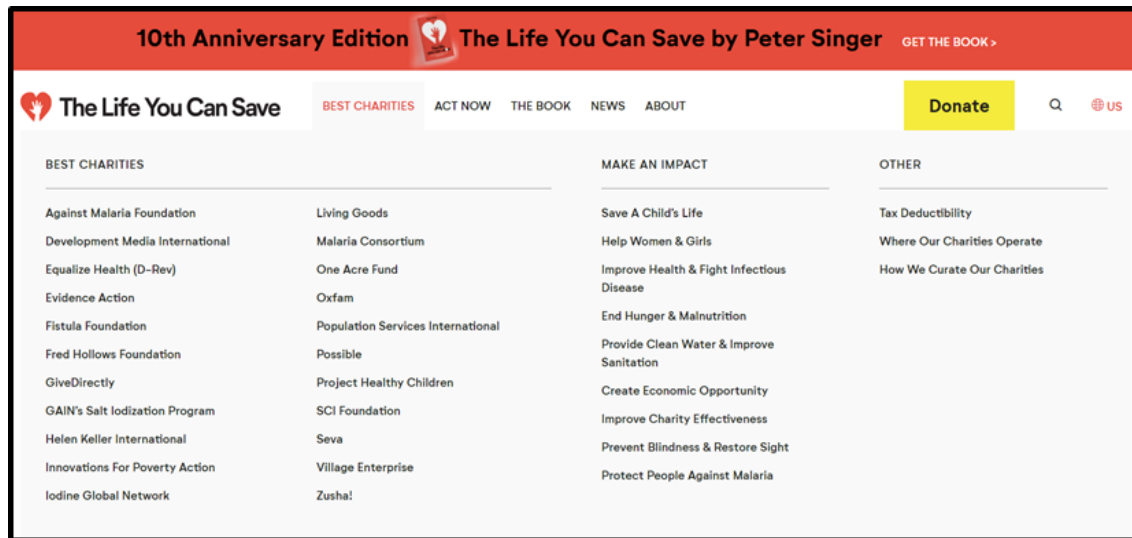 10th Anniversary Edition The Life You Can Save by Peter Singer GET THE BOOK >
The Life You Can Save BEST CHARITIES ACT NOW THE BOOK NEWS ABOUT Donate US
BEST CHARITIES
Against Malaria Foundation
Development Media International
Equalize Health (D-Rev)
Evidence Action
Fistula Foundation
Fred Hollows Foundation
GiveDirectly
GAIN's Salt Iodization Program
Helen Keller International
Innovations For Poverty Action
Iodine Global Network
Living Goods
Malaria Consortium
One Acre Fund
Oxfam
Population Services International
Possible
Project Healthy Children
SCI Foundation
Seva
Village Enterprise
Zusha!
MAKE AN IMPACT
Save A Child's Life
Help Women & Girls
Improve Health & Fight Infectious
Disease
End Hunger & Malnutrition
Provide Clean Water & Improve
Sanitation
Create Economic Opportunity
Improve Charity Effectiveness
Prevent Blindness & Restore Sight
Protect People Against Malaria
OTHER
Tax Deductibility
Where Our Charities Operate
How We Curate Our Charities